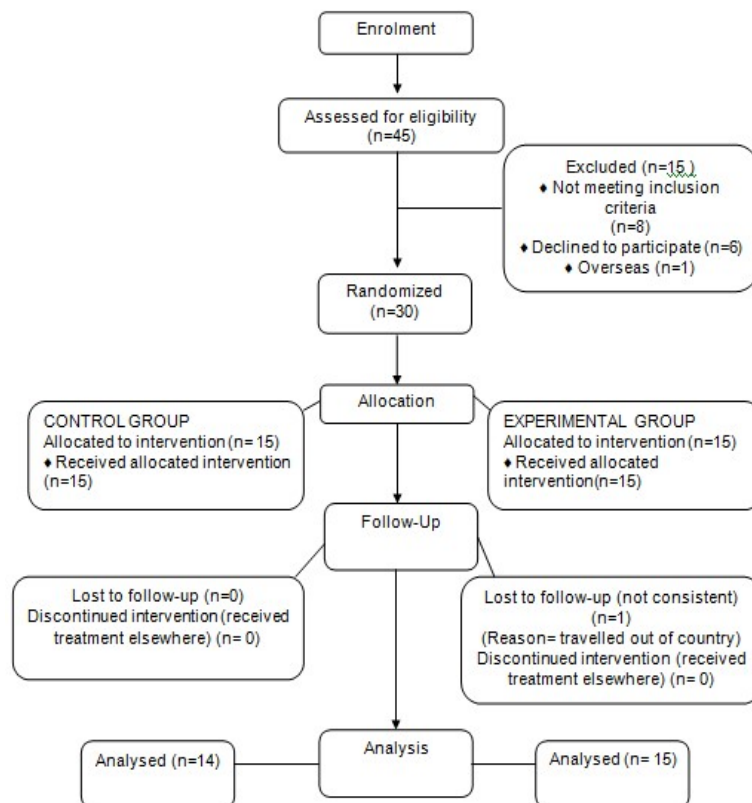 Enrolment
Assessed for eligibility
(n=45)
Excluded (n=15 )
♦ Not meeting inclusion
criteria
(n=8)
♦ Declined to participate (n=6)
♦ Overseas (n=1)
Randomized
(n=30)
Allocation
CONTROL GROUP
Allocated to intervention (n= 15)
♦ Received allocated intervention
(n=15)
EXPERIMENTAL GROUP
Allocated to intervention (n=15)
♦ Received allocated
intervention(n=15)
Follow-Up
Lost to follow-up (n=0)
Discontinued intervention (received
treatment elsewhere) (n= 0)
Lost to follow-up (not consistent)
(n=1)
(Reason= travelled out of country)
Discontinued intervention (received
treatment elsewhere) (n= 0)
Analysis
Analysed (n=14)
Analysed (n= 15)